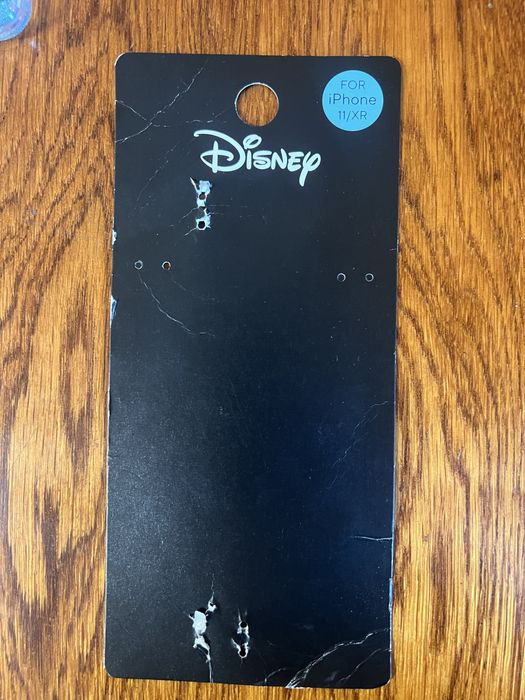 FOR
iPhone
11/XR
Disney